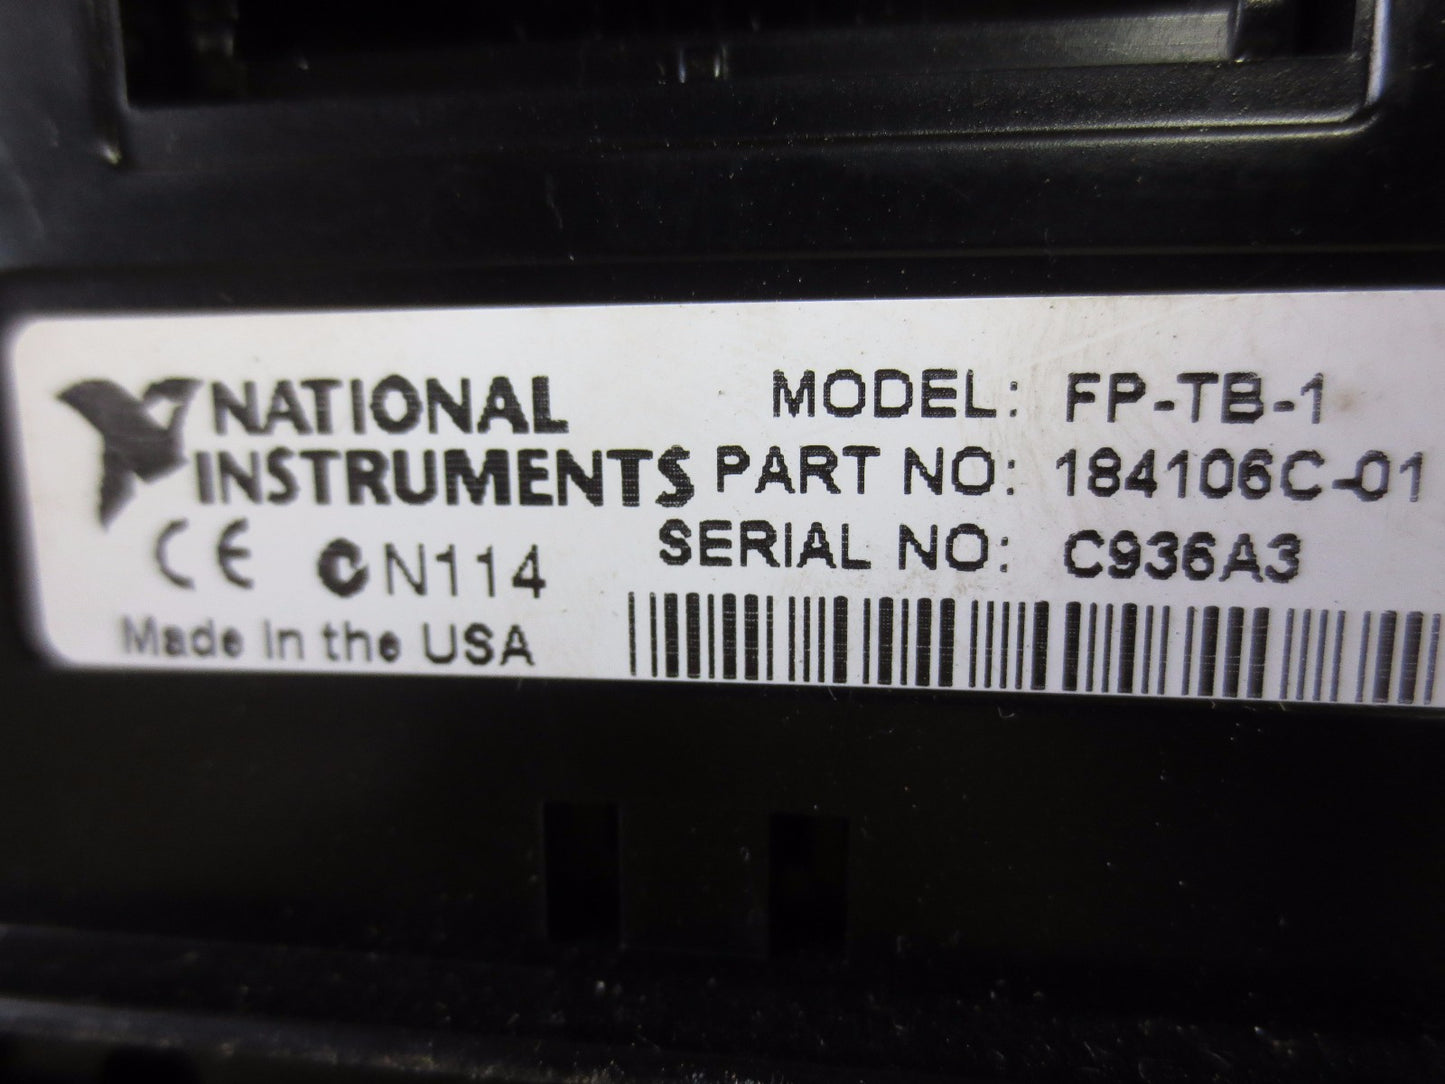 NATIONAL
INSTRUMENTS
MODEL: FP-TB-1
PART NO: 184106C-01
SERIAL NO: C936A3
CE N114
Made in the USA